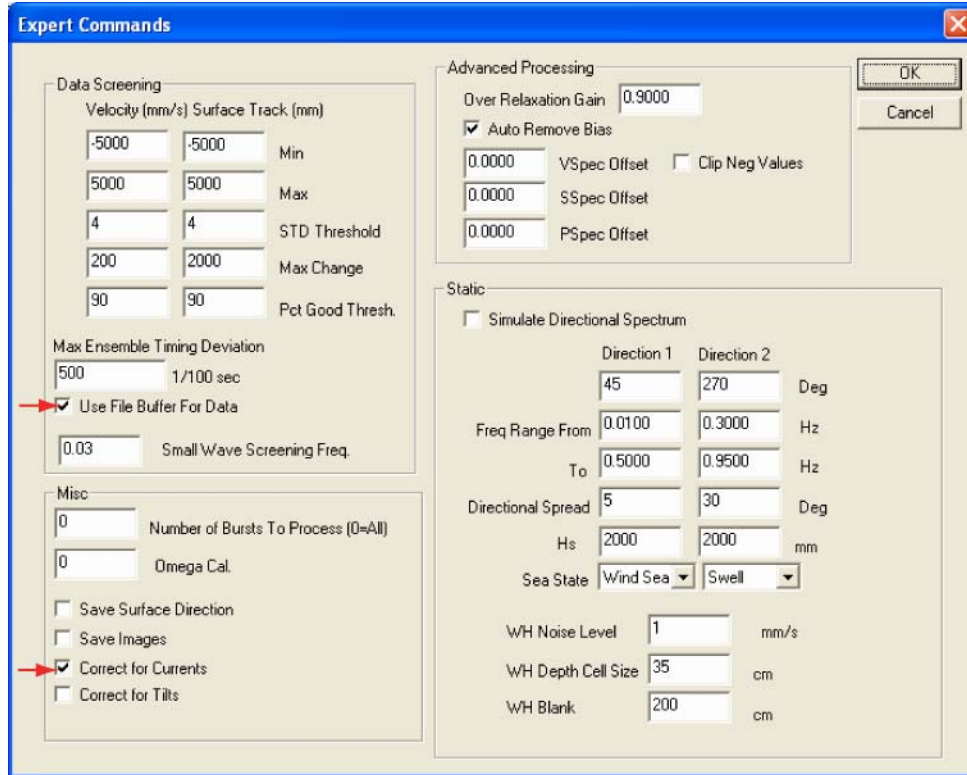 Expert Commands
Data Screening
Velocity (mm/s) Surface Track (mm)
-5000 -5000 Min
5000 5000 Max
4 4 STD Threshold
200 2000 Max Change
90 90 Pct Good Thresh.
Max Ensemble Timing Deviation
500 1/100 sec
Use File Buffer For Data
0.03 Small Wave Screening Freq.
Misc
0 Number of Bursts To Process (0=All)
0 Omega Cal.
Save Surface Direction
Save Images
Correct for Currents
Correct for Tilts
Advanced Processing
Over Relaxation Gain 0.9000
Auto Remove Bias
0.0000 VSpec Offset Clip Neg Values
0.0000 SSpec Offset
0.0000 PSpec Offset
Static
Simulate Directional Spectrum
Direction 1 Direction 2
45 270 Deg
Freq Range From 0.0100 0.3000 Hz
To 0.5000 0.9500 Hz
Directional Spread 5 30 Deg
Hs 2000 2000 mm
Sea State Wind Sea Swell
WH Noise Level 1 mm/s
WH Depth Cell Size 35 cm
WH Blank 200 cm
OK
Cancel